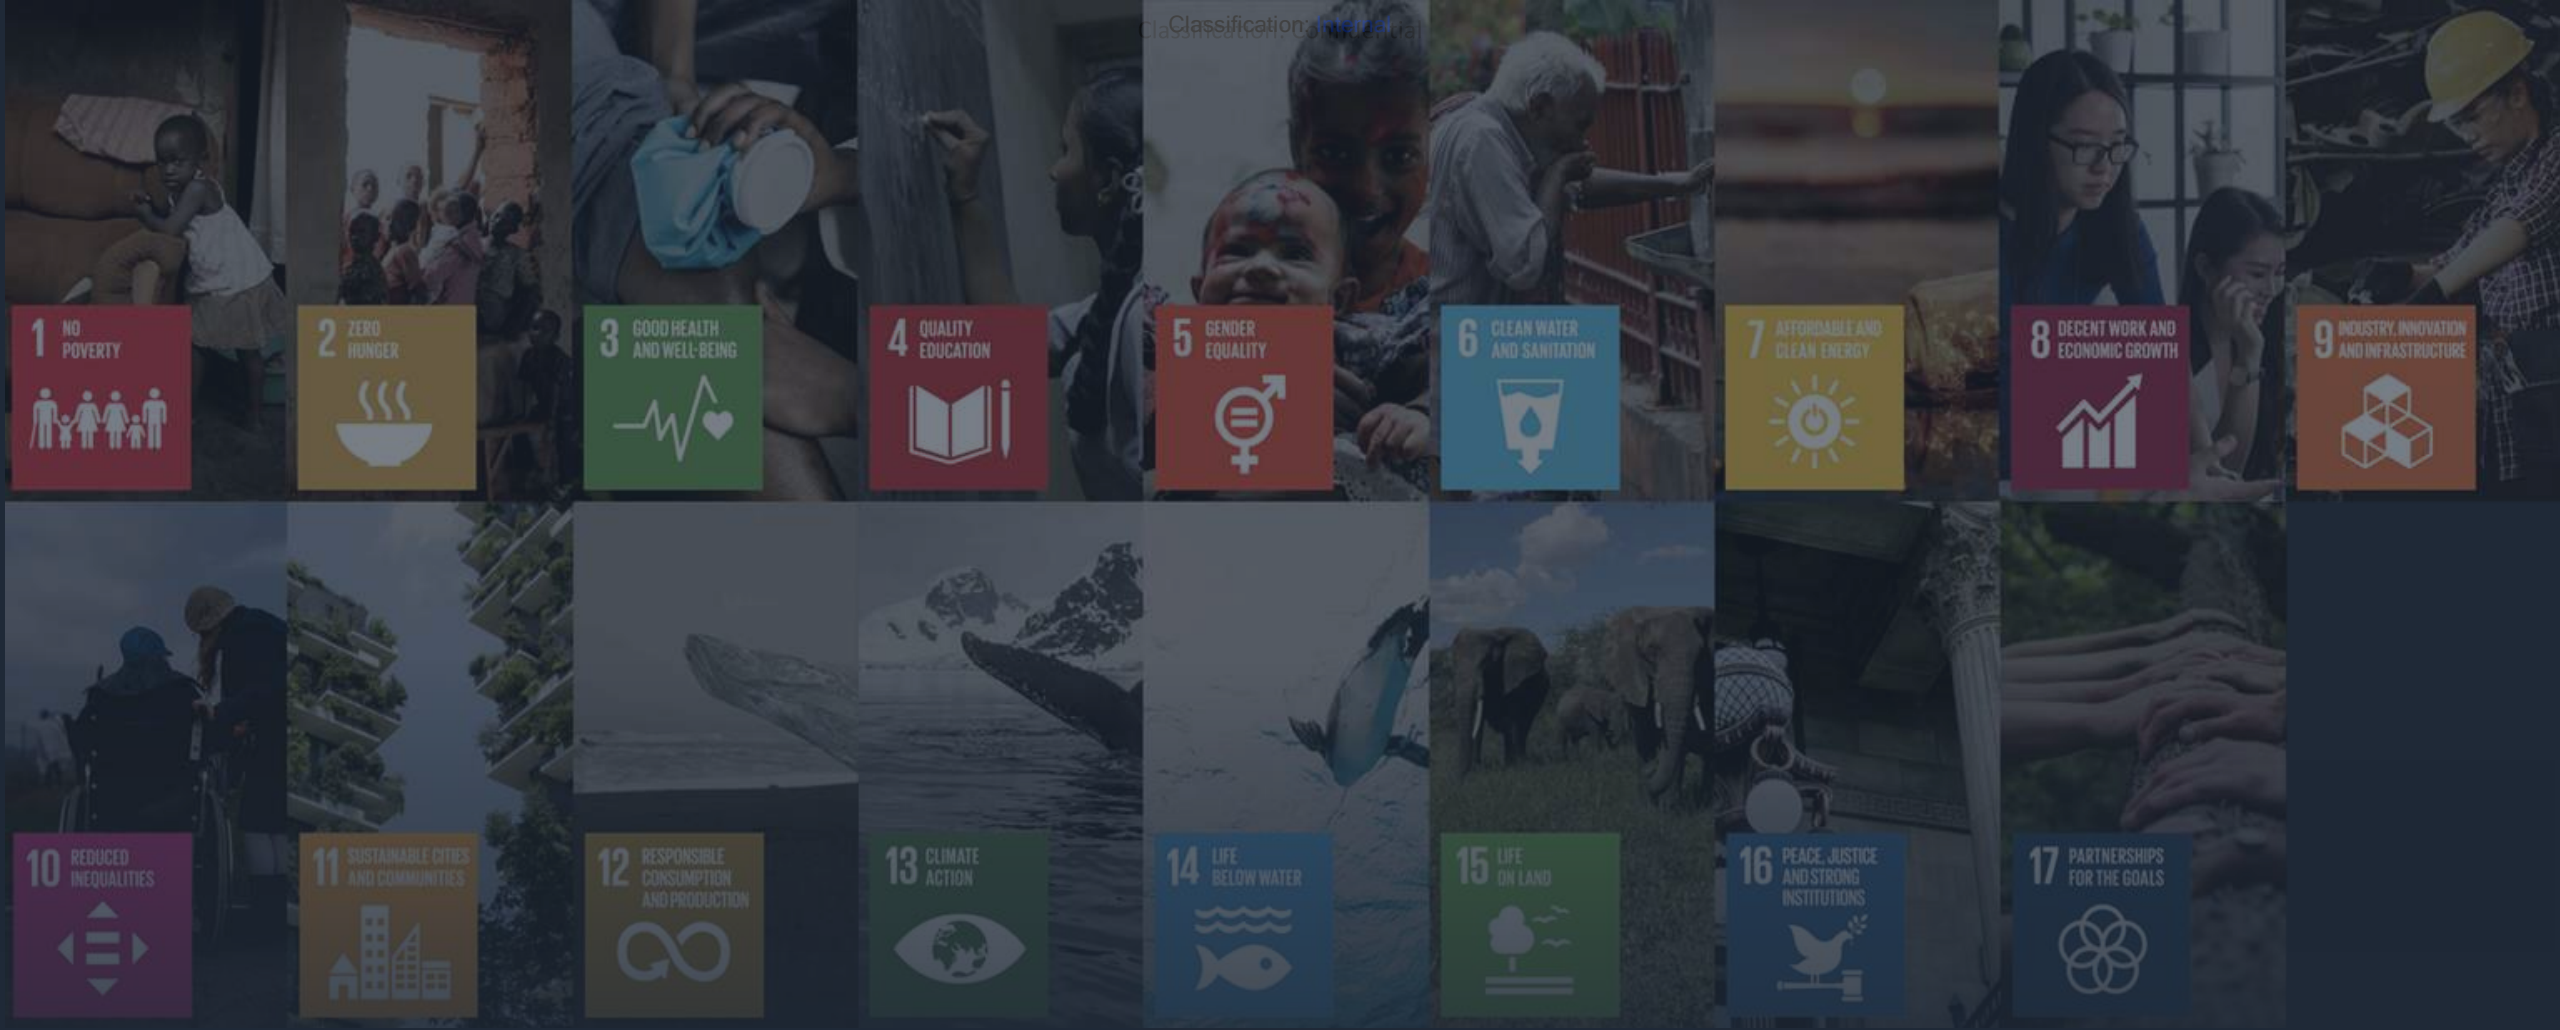 Classification: Internal
Classification: Confidential
1 NO
POVERTY
2 ZERO
HUNGER
3 GOOD HEALTH
AND WELL-BEING
4 QUALITY
EDUCATION
5 GENDER
EQUALITY
6 CLEAN WATER
AND SANITATION
7 AFFORDABLE AND
CLEAN ENERGY
8 DECENT WORK AND
ECONOMIC GROWTH
9 INDUSTRY, INNOVATION
AND INFRASTRUCTURE
10 REDUCED
INEQUALITIES
11 SUSTAINABLE CITIES
AND COMMUNITIES
12 RESPONSIBLE
CONSUMPTION
AND PRODUCTION
13 CLIMATE
ACTION
14 LIFE
BELOW WATER
15 LIFE
ON LAND
16 PEACE, JUSTICE
AND STRONG
INSTITUTIONS
17 PARTNERSHIPS
FOR THE GOALS